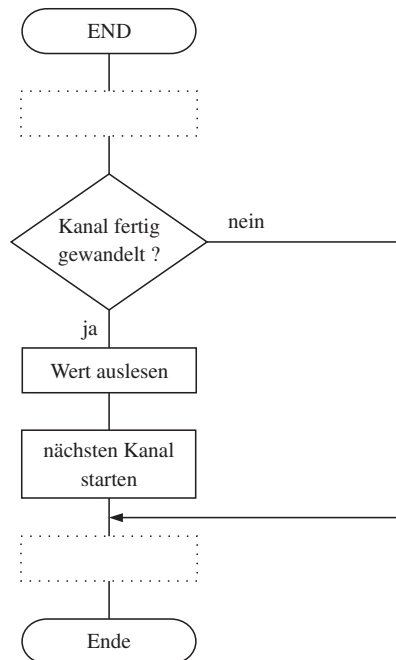 END
Kanal fertig
gewandelt ?
nein
ja
Wert auslesen
nächsten Kanal
starten
Ende